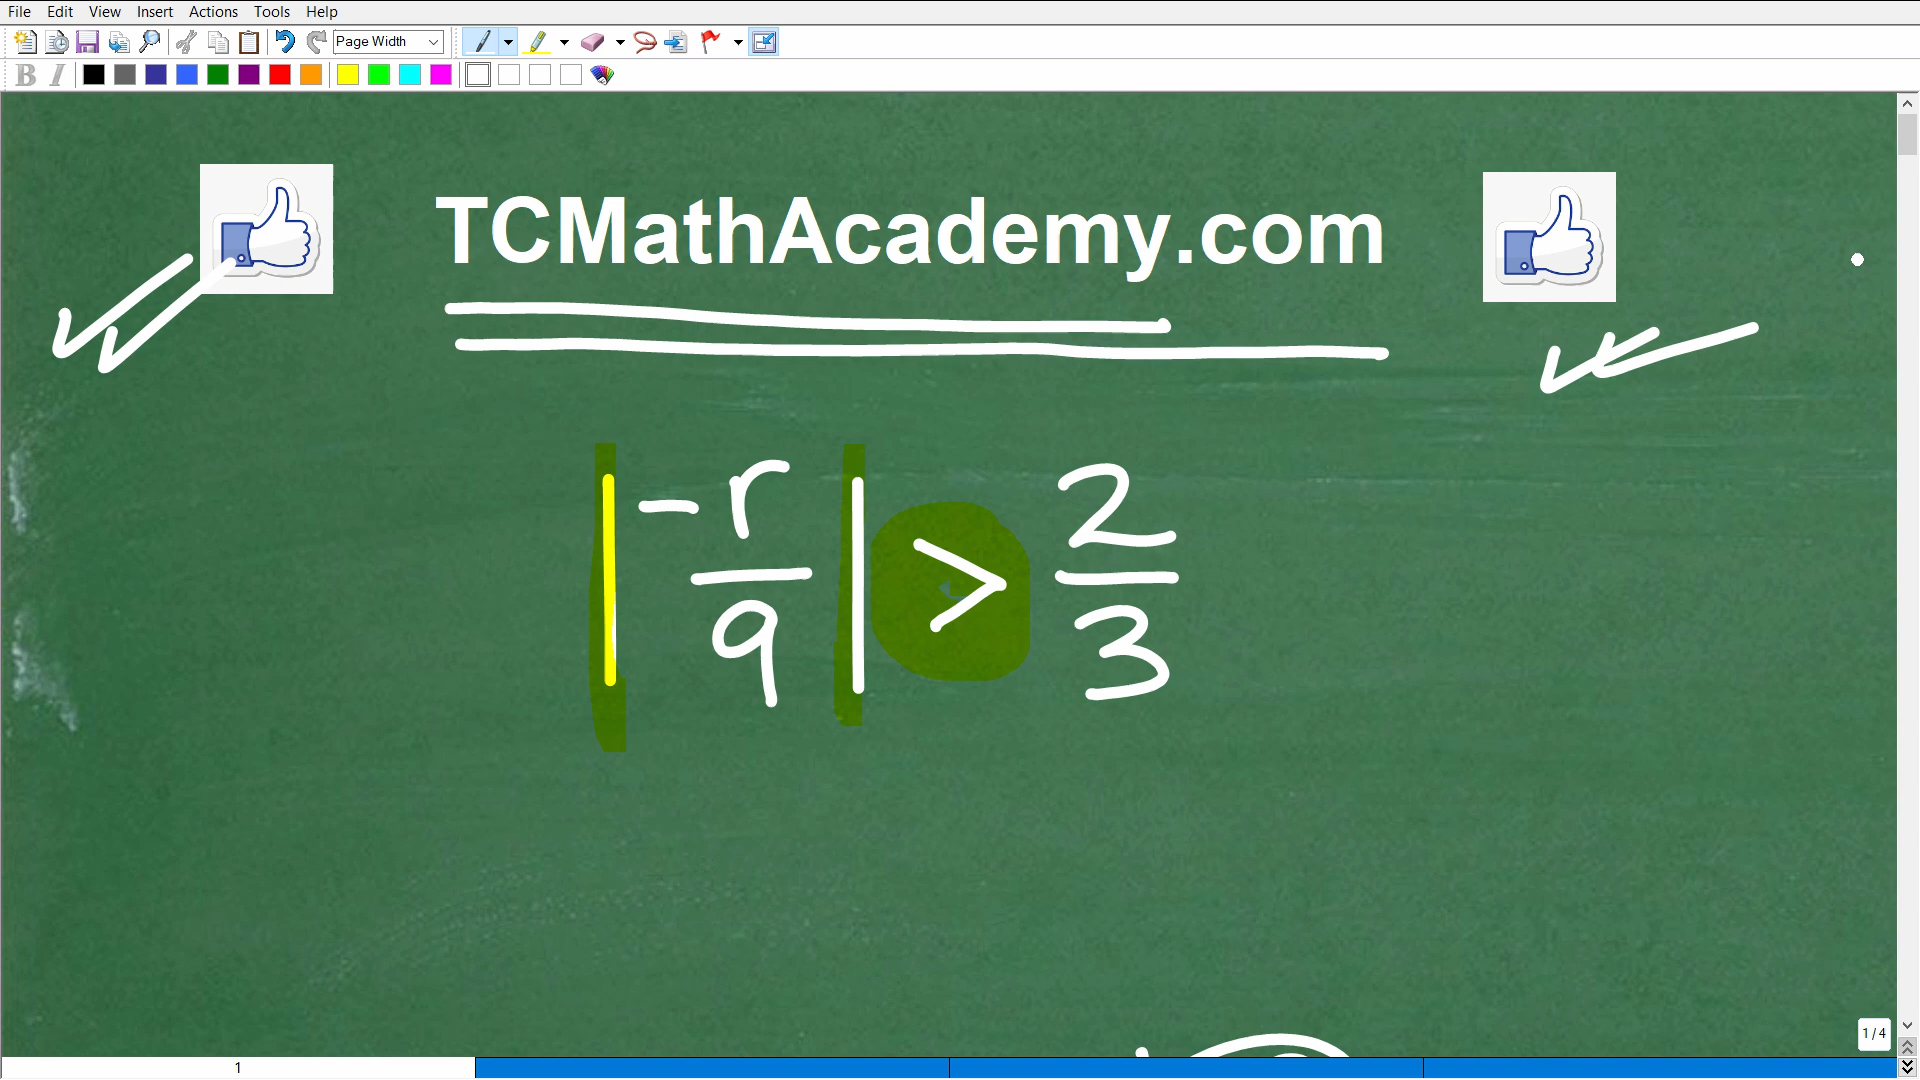 File Edit View Insert Actions Tools Help
Page Width
B I
TCMathAcademy.com
|-r/9| > 2/3
1 / 4
1